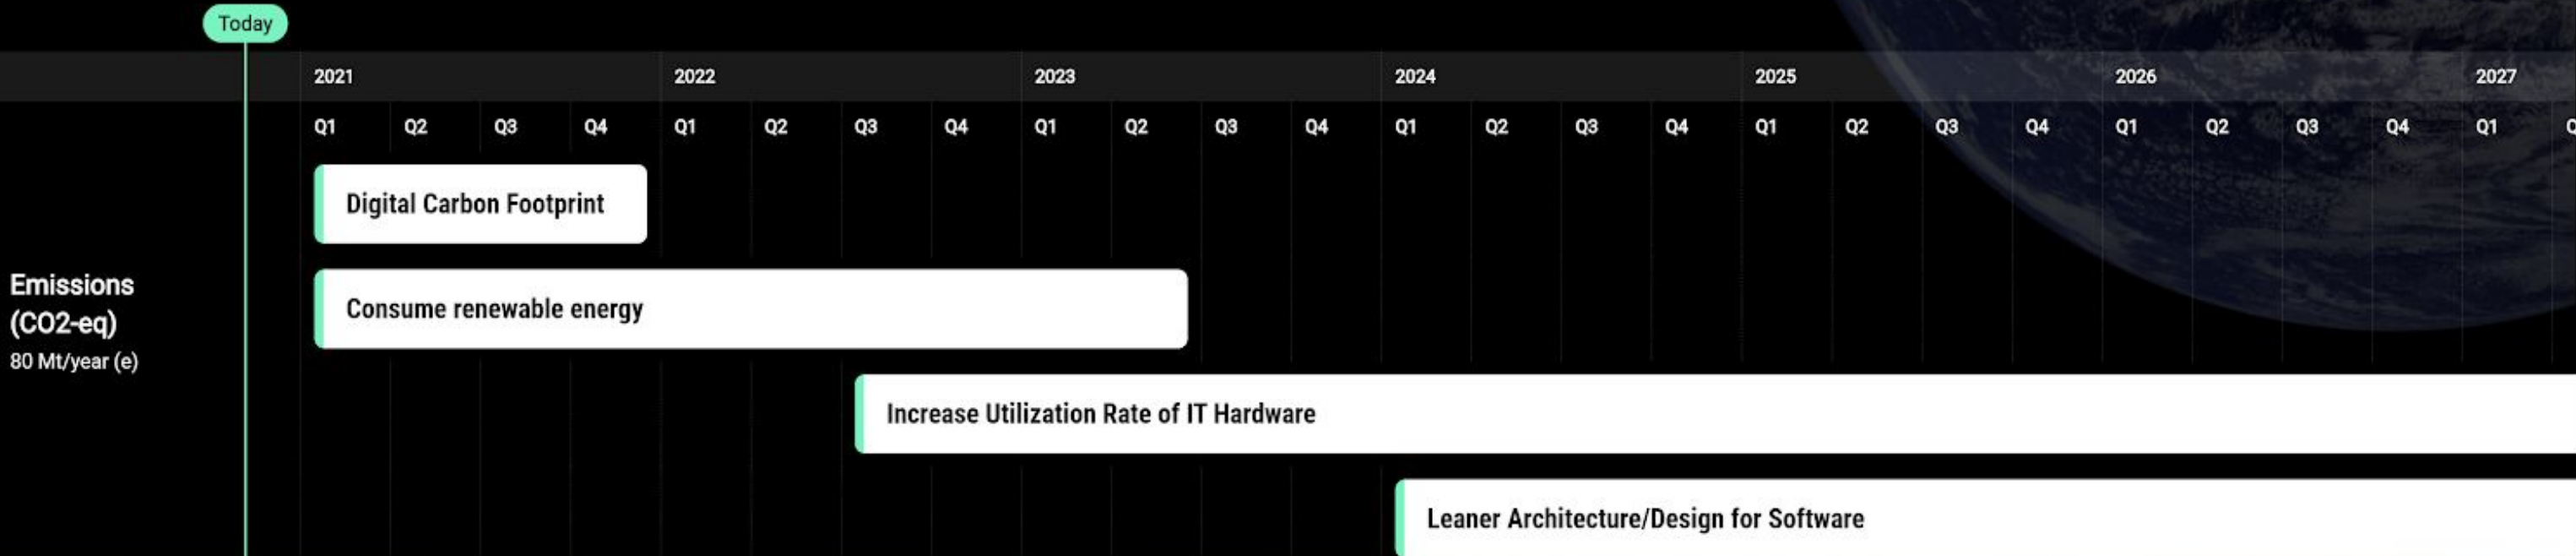 Today
2021 2022 2023 2024 2025 2026 2027
Q1 Q2 Q3 Q4 Q1 Q2 Q3 Q4 Q1 Q2 Q3 Q4 Q1 Q2 Q3 Q4 Q1 Q2 Q3 Q4 Q1 Q2 Q3 Q4 Q1
Digital Carbon Footprint
Emissions
(CO2-eq)
80 Mt/year (e)
Consume renewable energy
Increase Utilization Rate of IT Hardware
Leaner Architecture/Design for Software